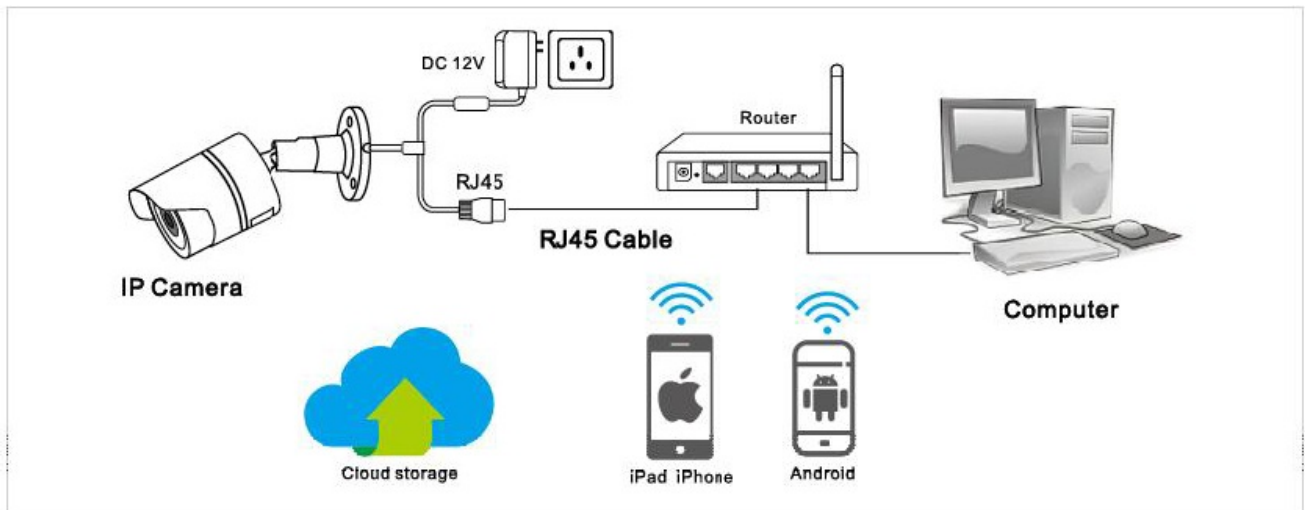 DC 12V
Router
RJ45
RJ45 Cable
IP Camera
Computer
Cloud storage
iPad iPhone
Android